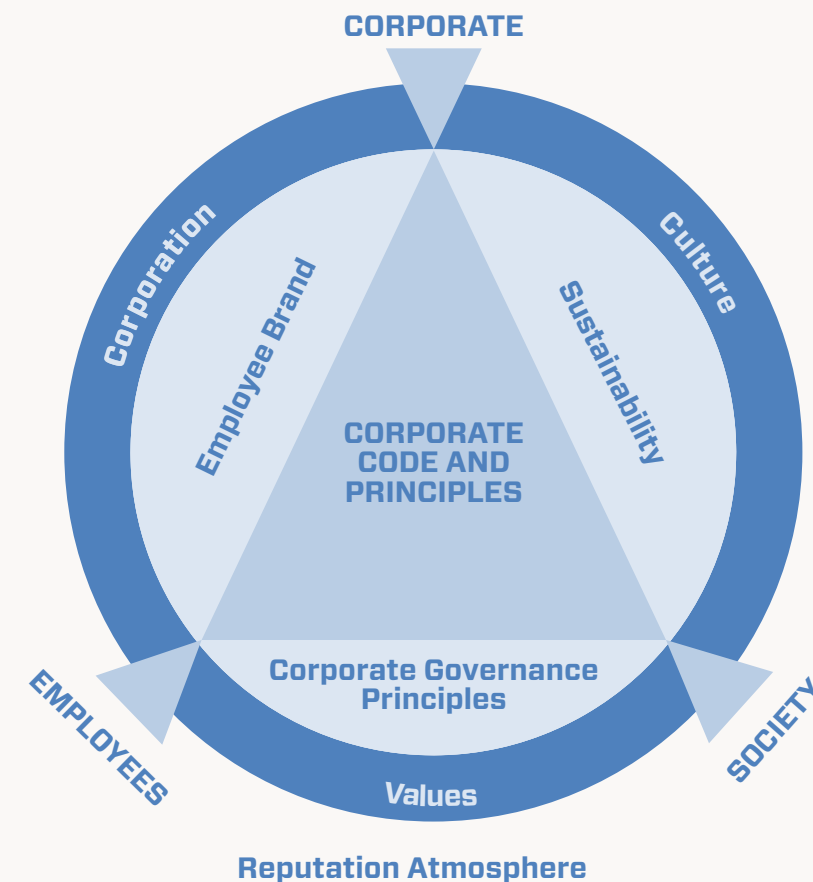 CORPORATE
Corporation
Culture
Employee Brand
Sustainability
CORPORATE
CODE AND
PRINCIPLES
Corporate Governance
Principles
EMPLOYEES
SOCIETY
Values
Reputation Atmosphere